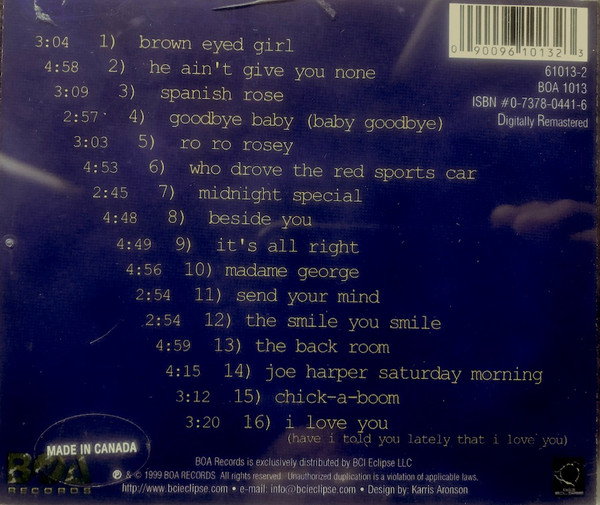 3:04 1) brown eyed girl
4:58 2) he ain't give you none
3:09 3) spanish rose
2:57 4) goodbye baby (baby goodbye)
3:03 5) ro ro rosey
4:53 6) who drove the red sports car
2:45 7) midnight special
4:48 8) beside you
4:49 9) it's all right
4:56 10) madame george
2:54 11) send your mind
2:54 12) the smile you smile
4:59 13) the back room
4:15 14) joe harper saturday morning
3:12 15) chick-a-boom
3:20 16) i love you
(have i told you lately that i love you)
0 90096 10132 3
61013-2
BOA 1013
ISBN #0-7378-0441-6
Digitally Remastered
MADE IN CANADA
BOA
RECORDS
BOA Records is exclusively distributed by BCI Eclipse LLC
℗ & © 1999 BOA RECORDS All rights reserved Unauthorized duplication is a violation of applicable laws.
http://www.bcieclipse.com • e-mail: info@bcieclipse.com • Design by: Karris Aronson